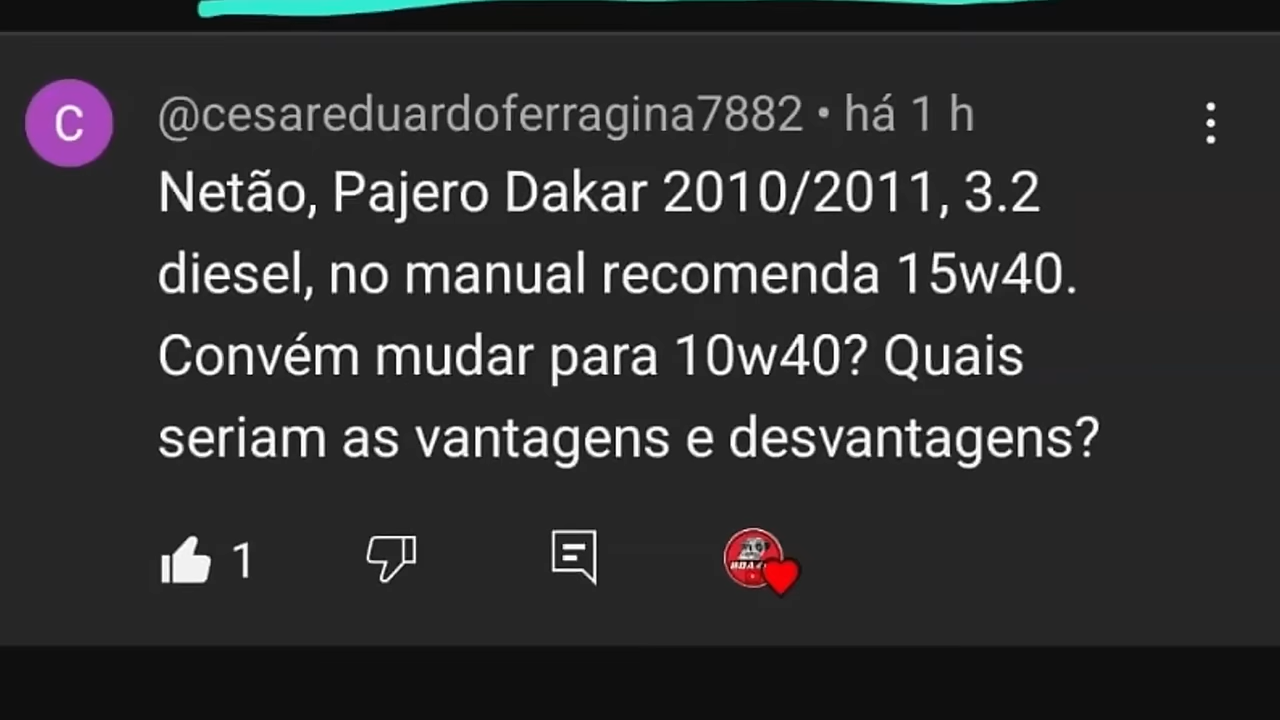 C
@cesareduardoferragina7882 • há 1 h
Netão, Pajero Dakar 2010/2011, 3.2
diesel, no manual recomenda 15w40.
Convém mudar para 10w40? Quais
seriam as vantagens e desvantagens?
1